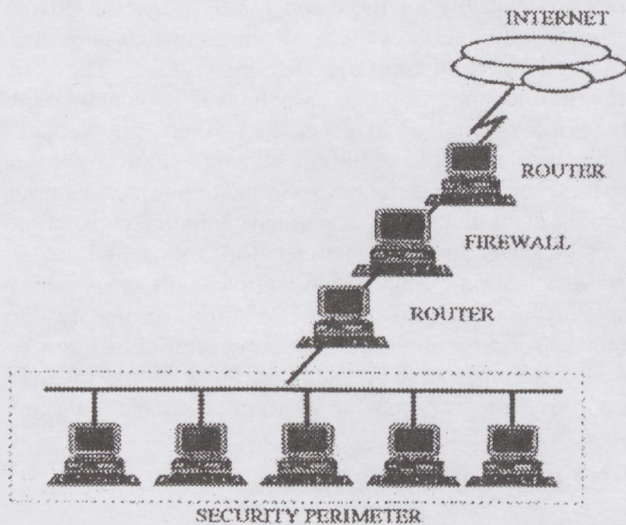 INTERNET
ROUTER
FIREWALL
ROUTER
SECURITY PERIMETER